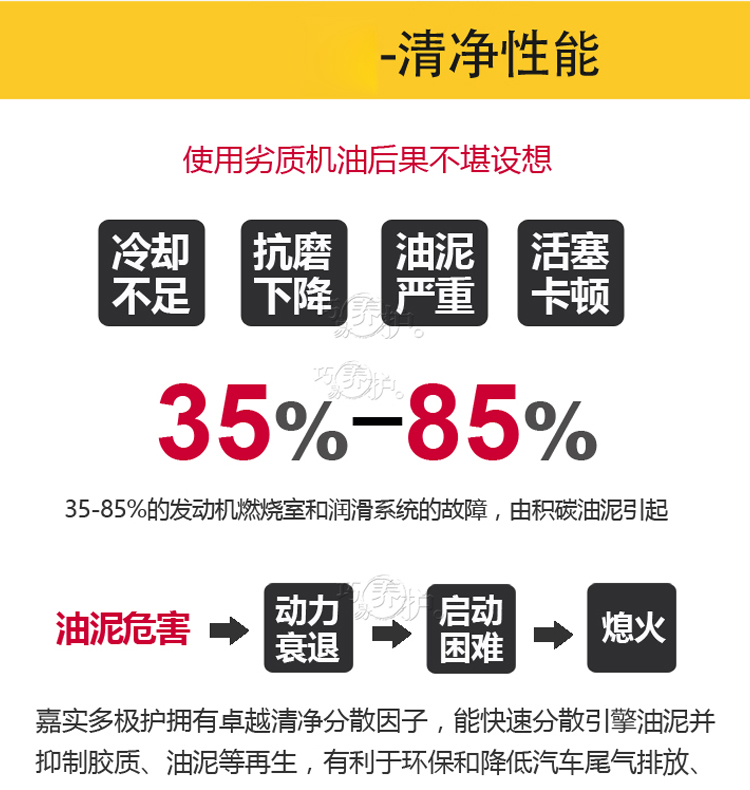 -清净性能
使用劣质机油后果不堪设想
冷却 抗磨 油泥 活塞
不足 下降 严重 卡顿
巧易养护。
巧易养护。
35%-85%
35-85%的发动机燃烧室和润滑系统的故障，由积碳油泥引起
巧易养护。
动力 启动
油泥危害 熄火
衰退 困难
嘉实多极护拥有卓越清净分散因子，能快速分散引擎油泥并
抑制胶质、油泥等再生，有利于环保和降低汽车尾气排放、